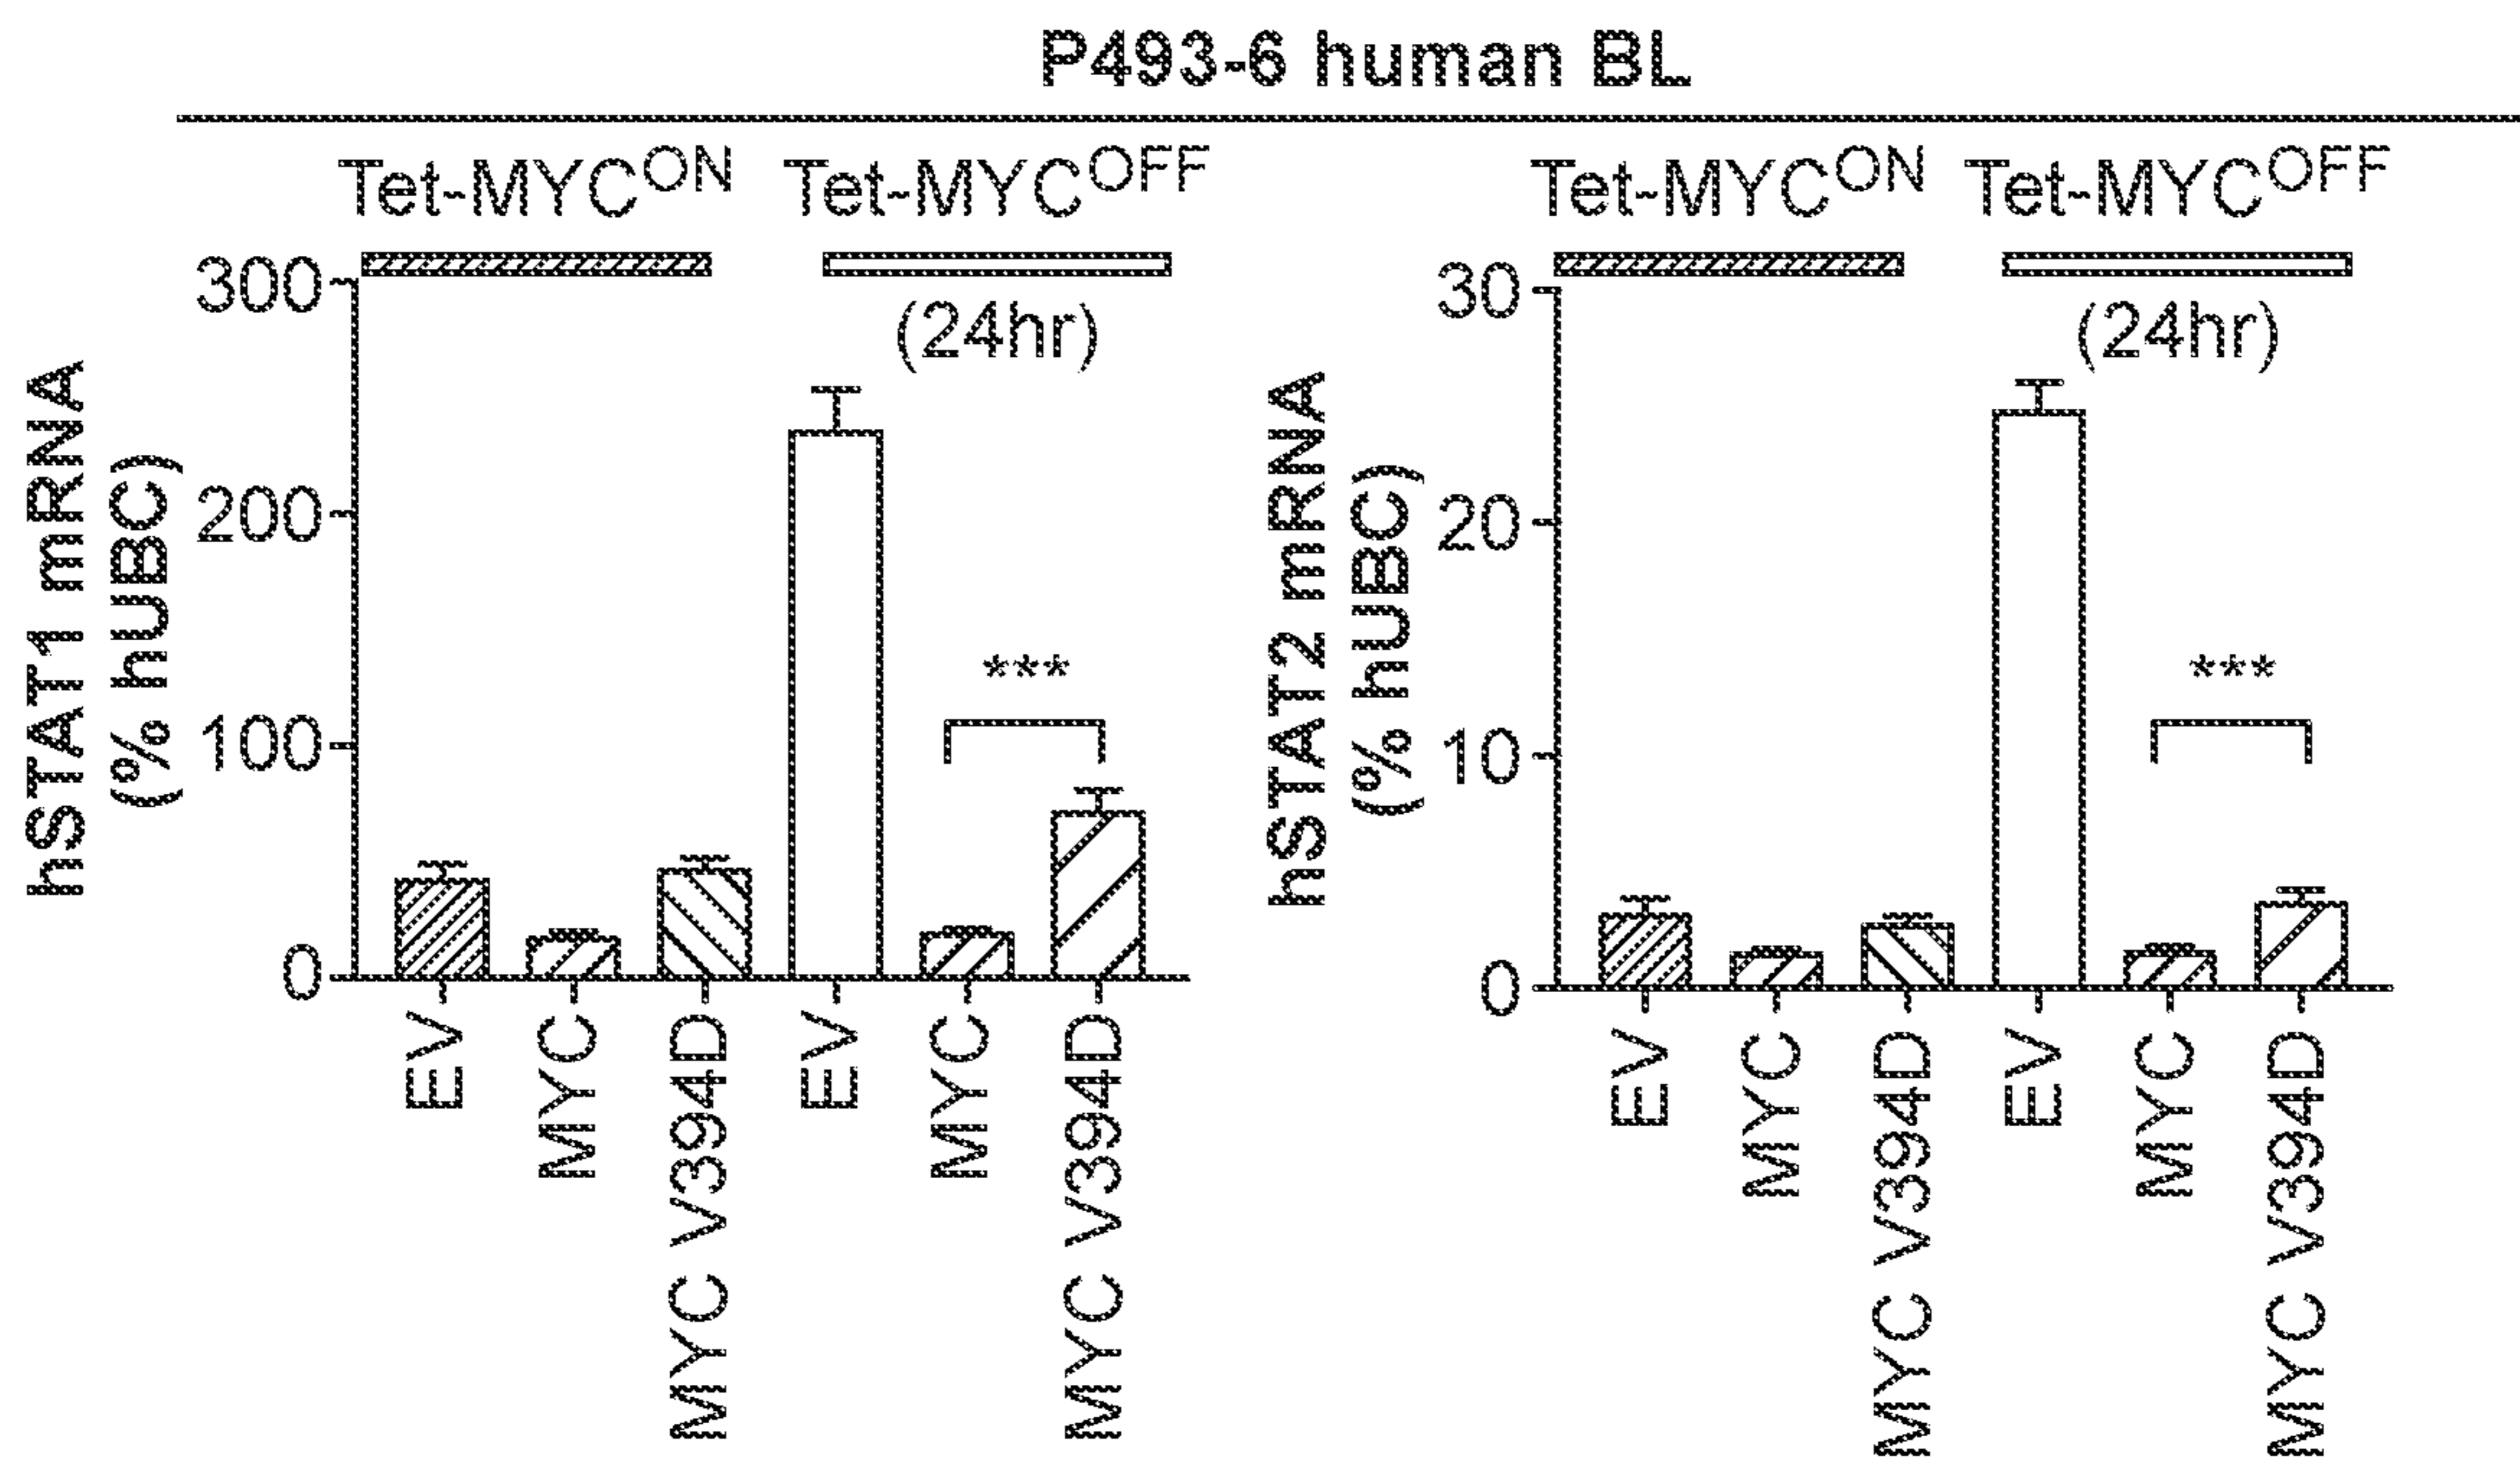 P493-6 human BL
Tet-MYCON Tet-MYCOFF
(24hr)
hSTAT1 mRNA
(% hUBC)
300
200
100
0
***
EV
MYC
MYC V394D
EV
MYC
MYC V394D
Tet-MYCON Tet-MYCOFF
(24hr)
hSTAT2 mRNA
(% hUBC)
30
20
10
0
***
EV
MYC
MYC V394D
EV
MYC
MYC V394D